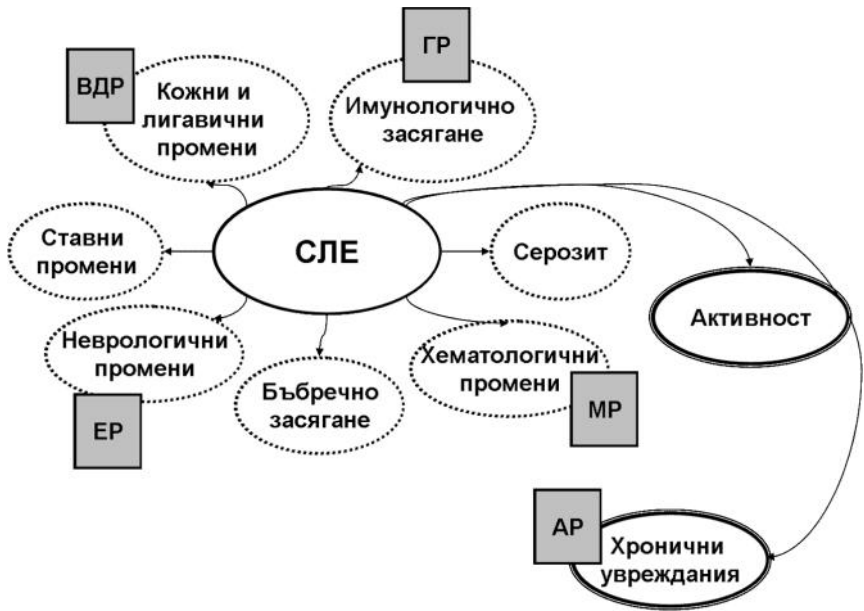 ГР
ВДР
Кожни и
лигавични
промени
Имунологично
засягане
Ставни
промени
СЛЕ
Серозит
Активност
Неврологични
промени
Хематологични
промени
Бъбречно
засягане
ЕР
МР
АР
Хронични
увреждания